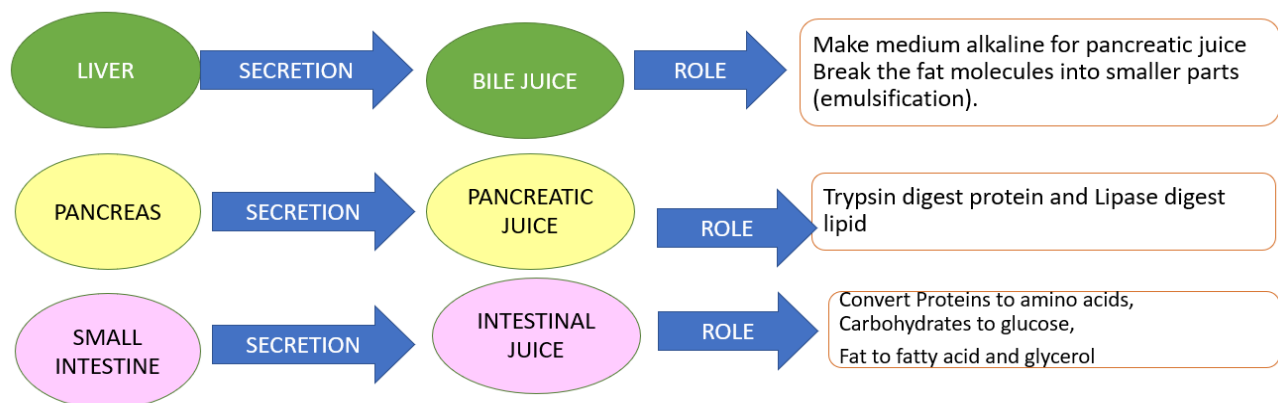 LIVER
SECRETION
BILE JUICE
ROLE
Make medium alkaline for pancreatic juice
Break the fat molecules into smaller parts
(emulsification).
PANCREAS
SECRETION
PANCREATIC
JUICE
ROLE
Trypsin digest protein and Lipase digest
lipid
SMALL
INTESTINE
SECRETION
INTESTINAL
JUICE
ROLE
Convert Proteins to amino acids,
Carbohydrates to glucose,
Fat to fatty acid and glycerol